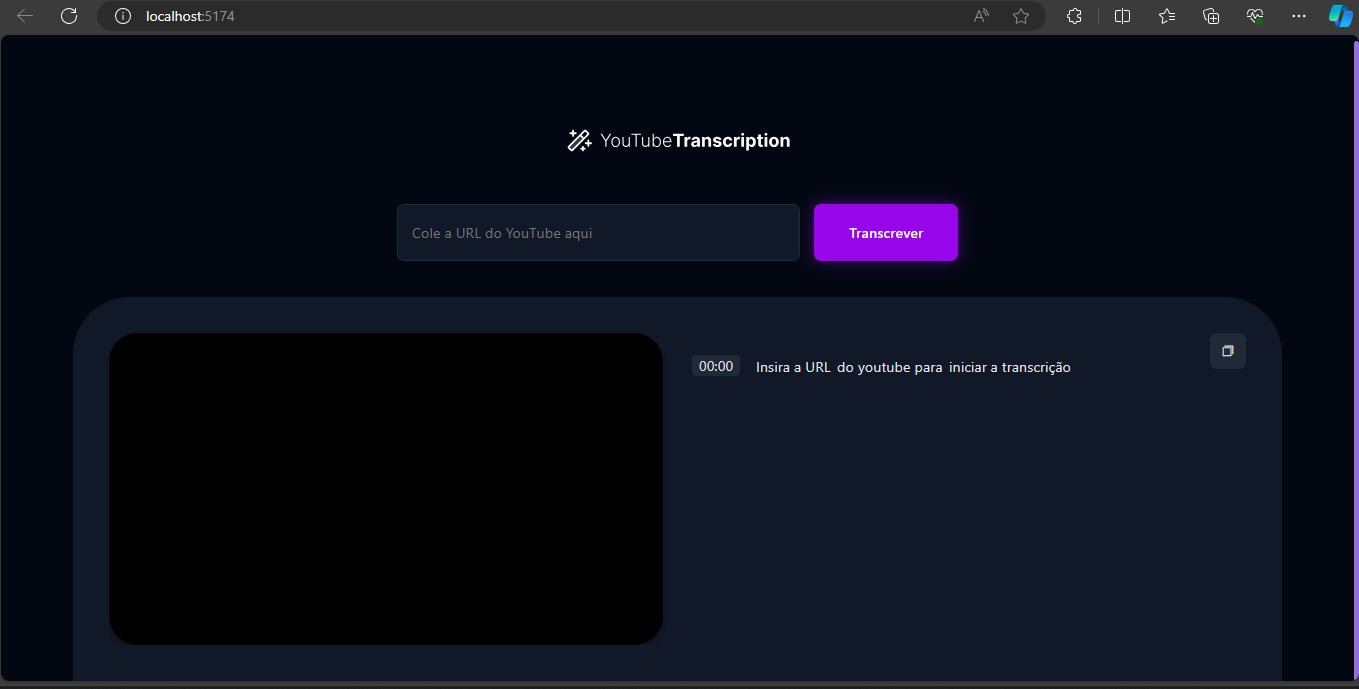 localhost:5174
YouTubeTranscription
Cole a URL do YouTube aqui
Transcrever
00:00 Insira a URL do youtube para iniciar a transcrição